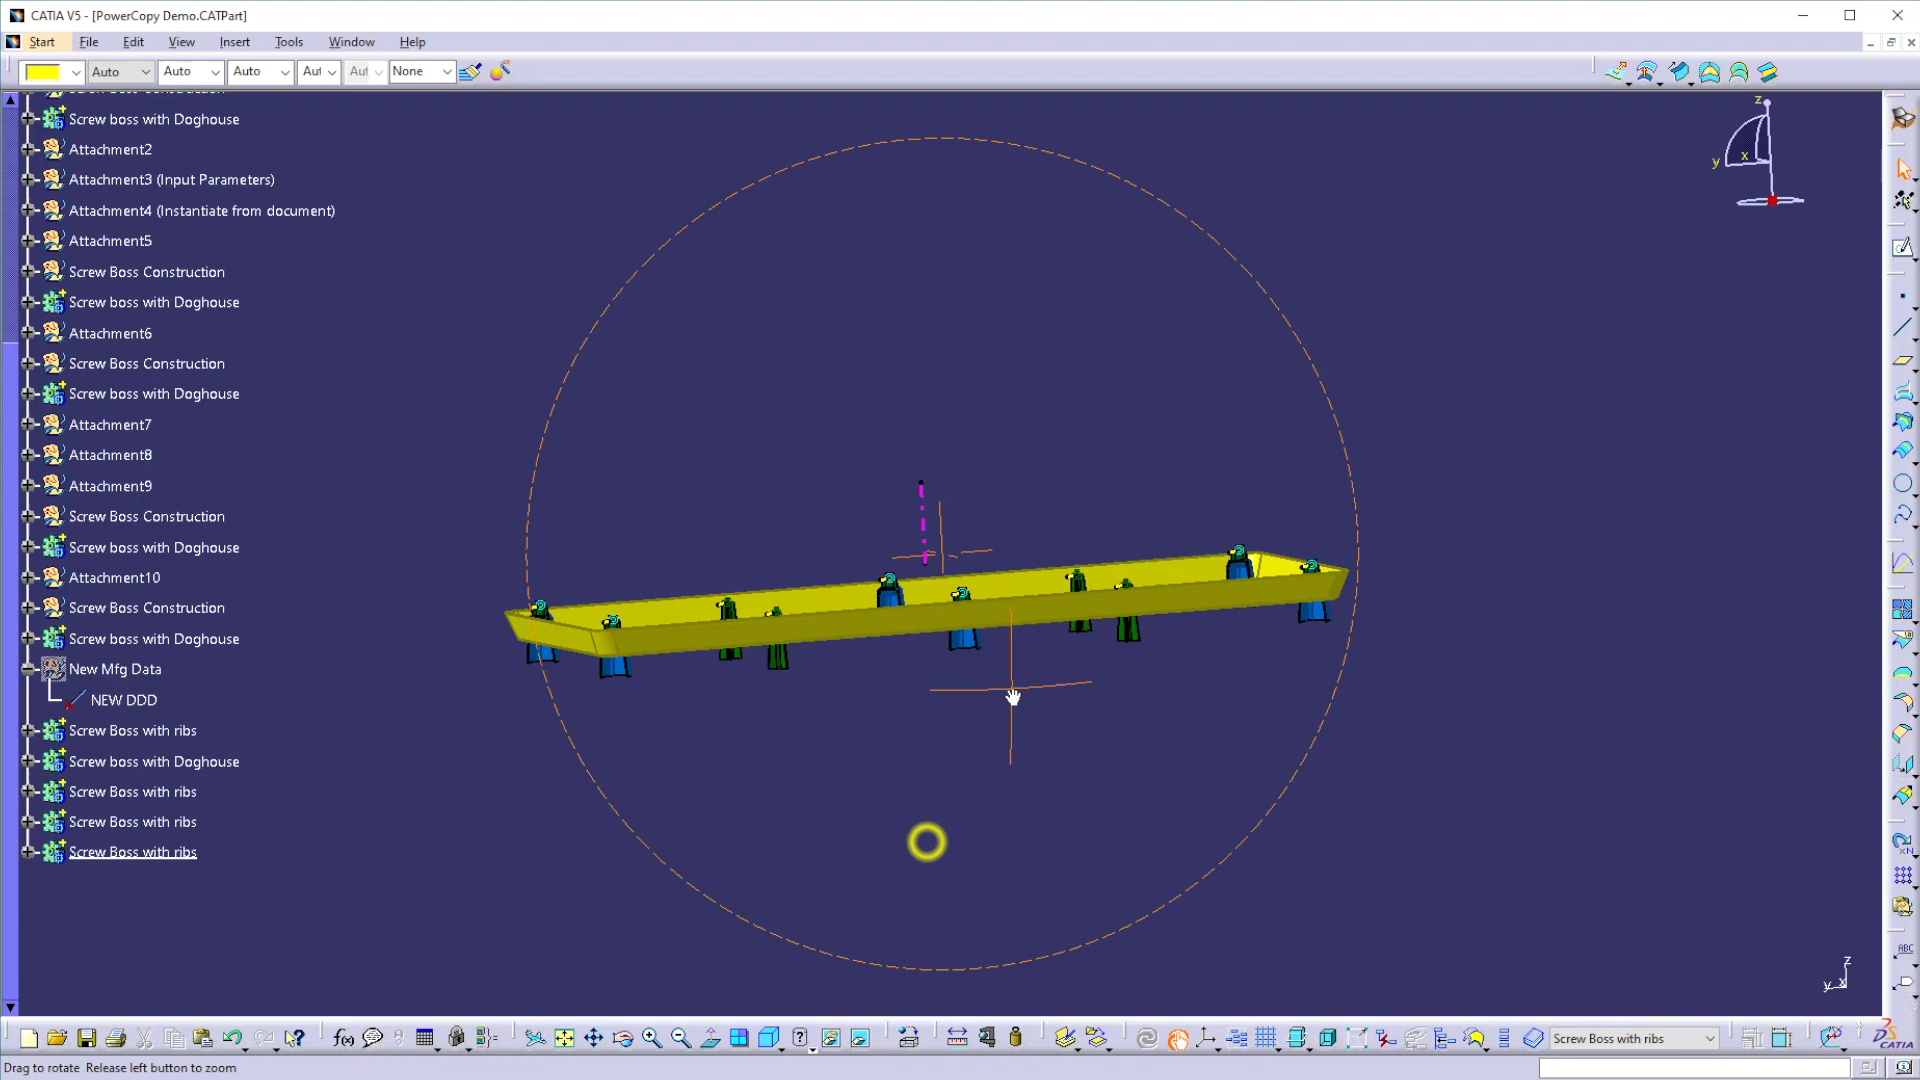 CATIA V5 - [PowerCopy Demo.CATPart]
Start File Edit View Insert Tools Window Help
Auto Auto Auto Aut Aut None
Screw Boss Construction
Screw boss with Doghouse
Attachment2
Attachment3 (Input Parameters)
Attachment4 (Instantiate from document)
Attachment5
Screw Boss Construction
Screw boss with Doghouse
Attachment6
Screw Boss Construction
Screw boss with Doghouse
Attachment7
Attachment8
Attachment9
Screw Boss Construction
Screw boss with Doghouse
Attachment10
Screw Boss Construction
Screw boss with Doghouse
New Mfg Data
NEW DDD
Screw Boss with ribs
Screw boss with Doghouse
Screw Boss with ribs
Screw Boss with ribs
Screw Boss with ribs
z
y x
z
y x
ABC
f(x)
Screw Boss with ribs
CATIA
Drag to rotate Release left button to zoom